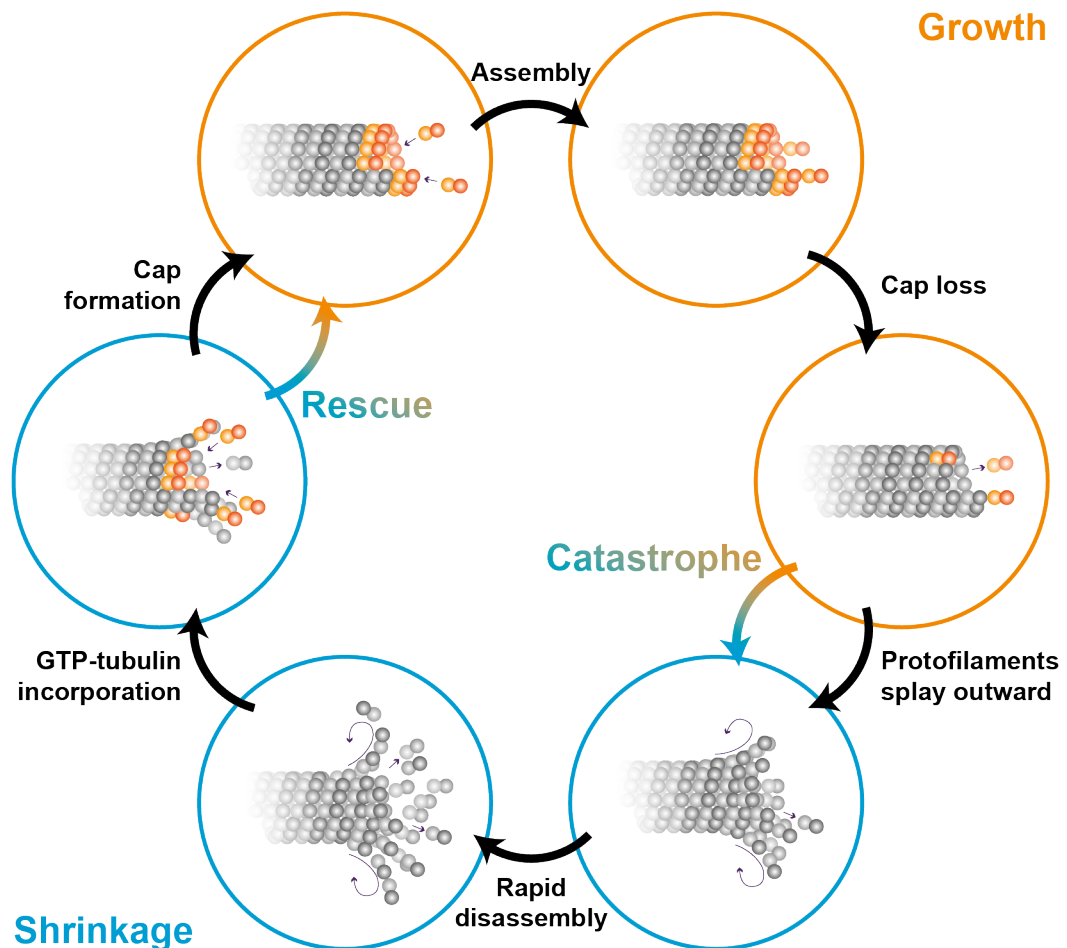 Growth
Assembly
Cap
formation
Cap loss
Rescue
Catastrophe
GTP-tubulin
incorporation
Protofilaments
splay outward
Rapid
disassembly
Shrinkage